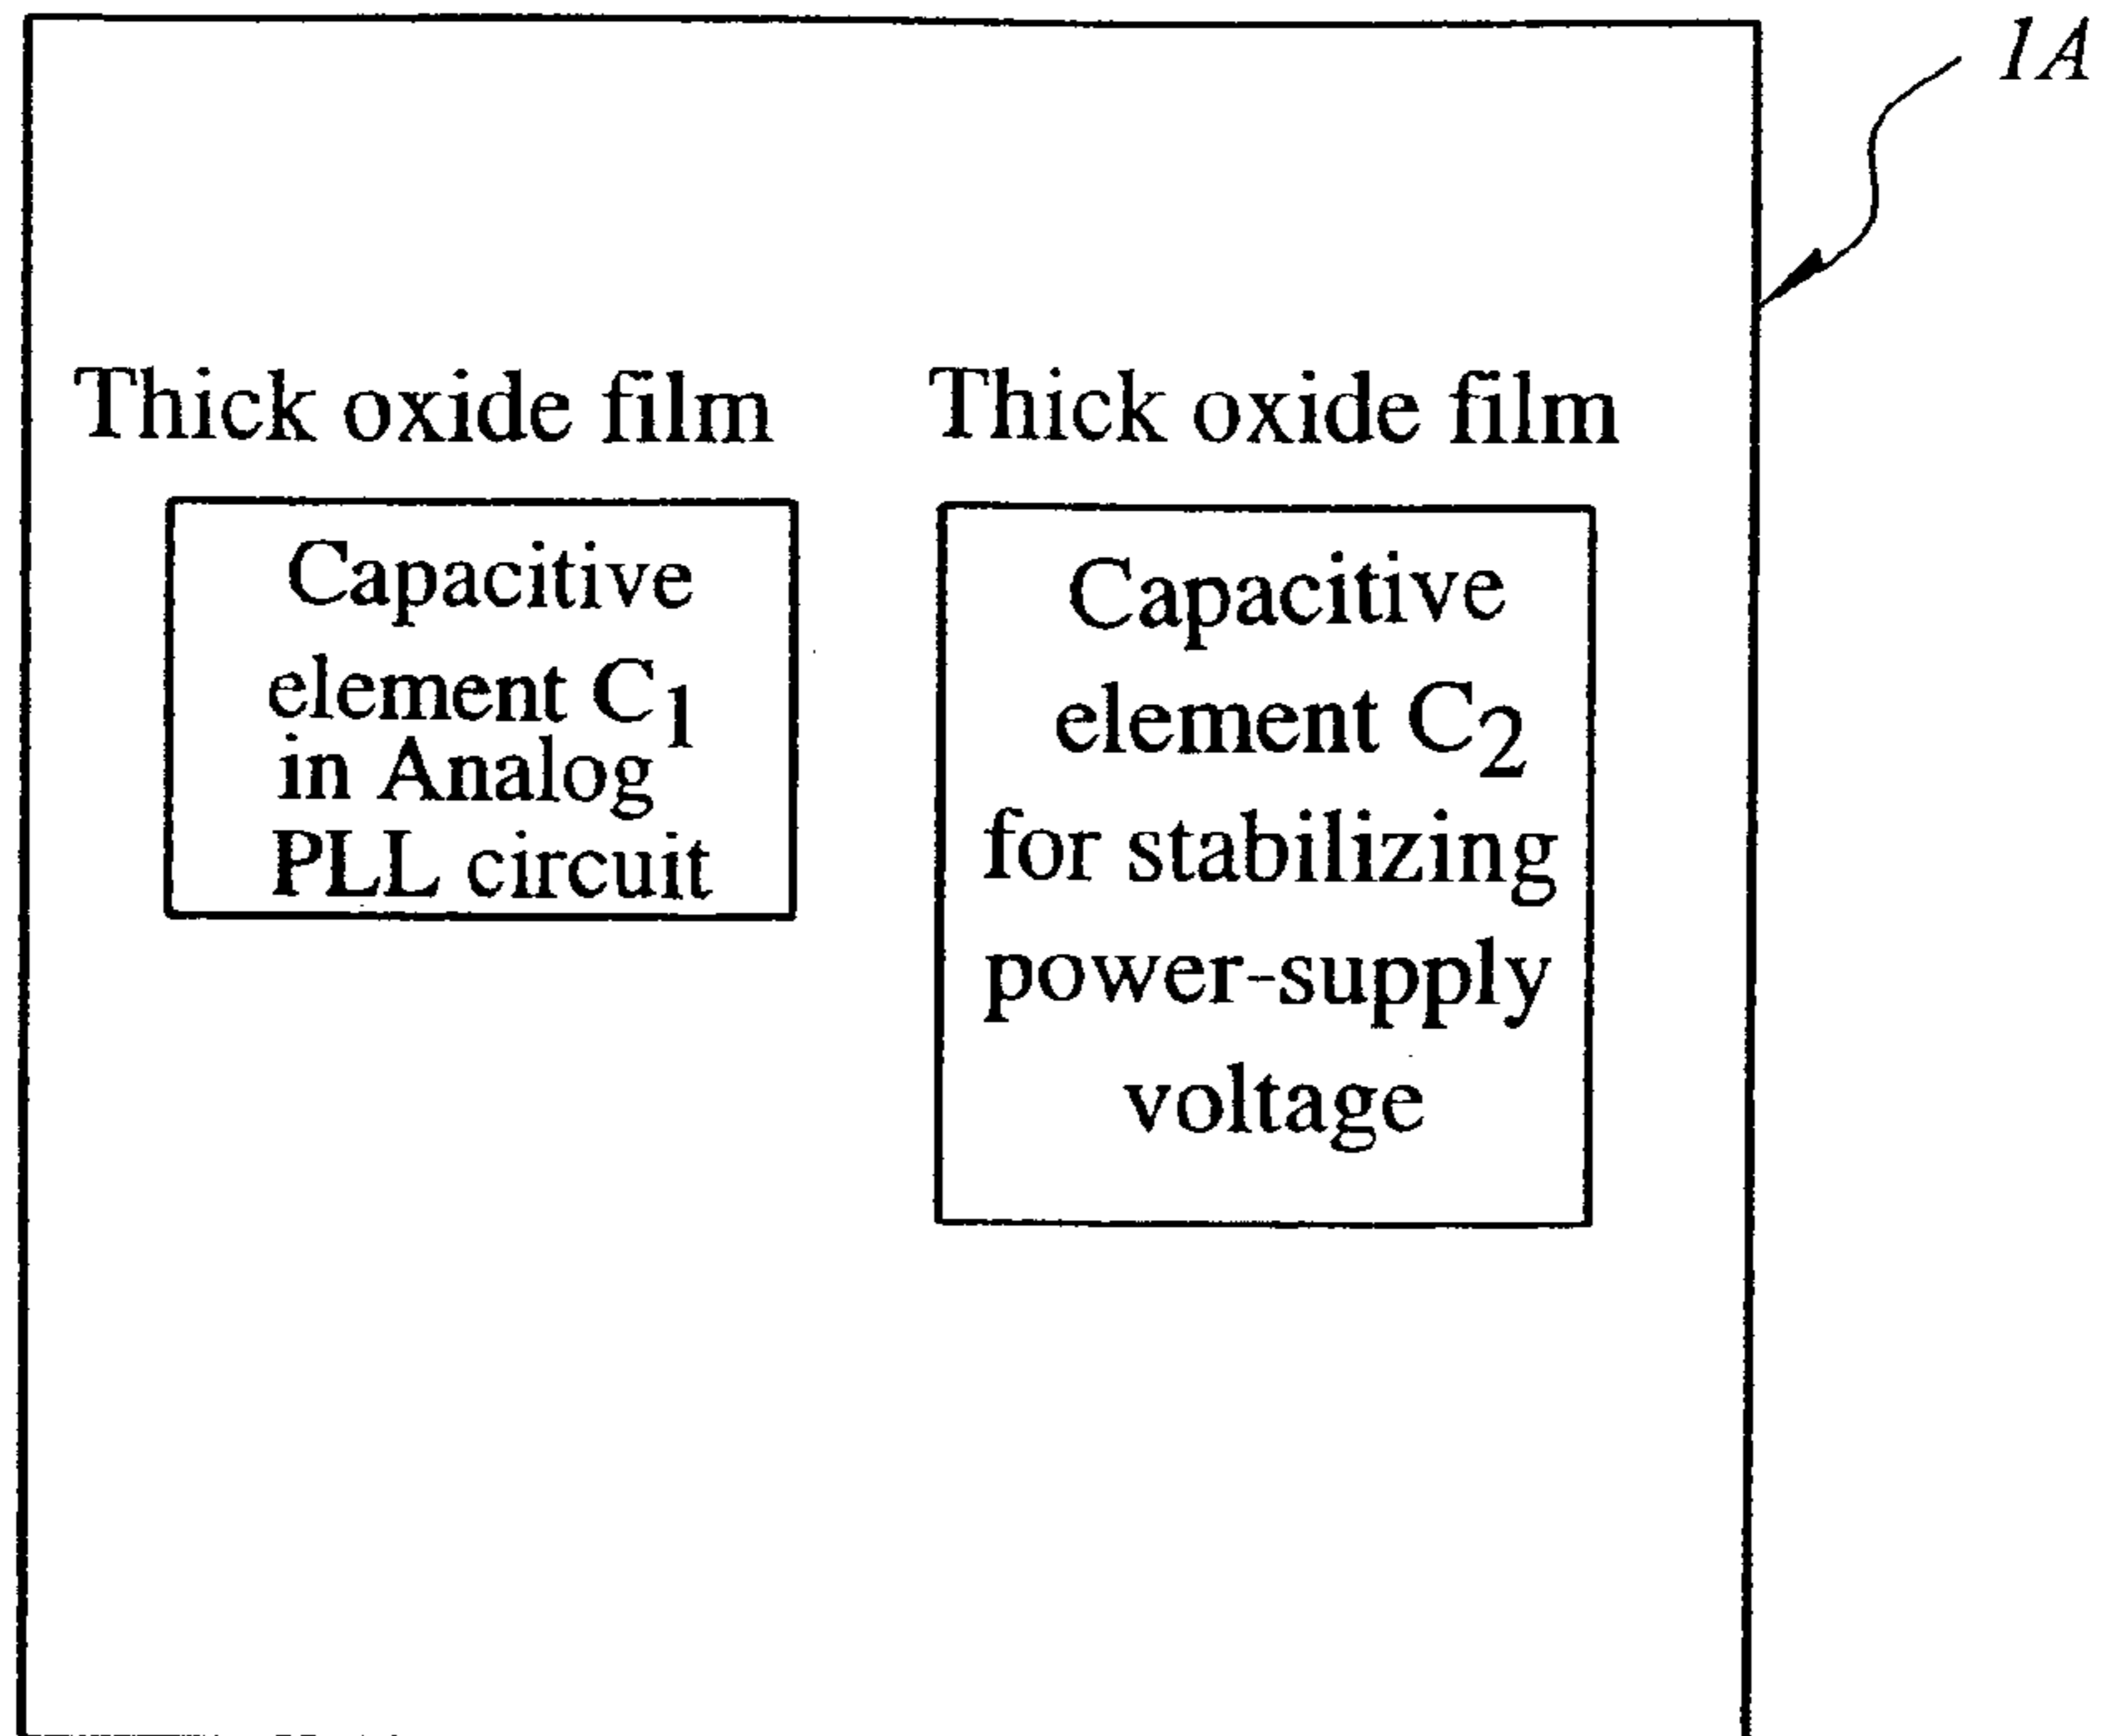 1A
Thick oxide film
Capacitive
element C1
in Analog
PLL circuit
Thick oxide film
Capacitive
element C2
for stabilizing
power-supply
voltage